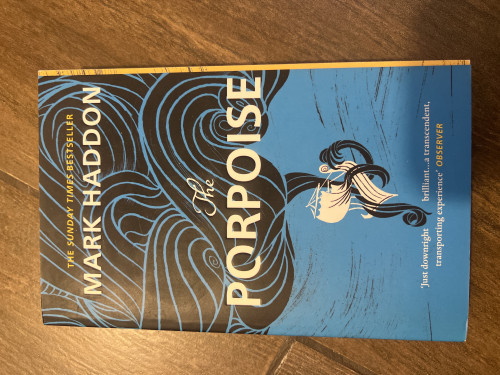 THE SUNDAY TIMES BESTSELLER
MARK HADDON
The
PORPOISE
'Just downright brilliant...a transcendent,
transporting experience' OBSERVER